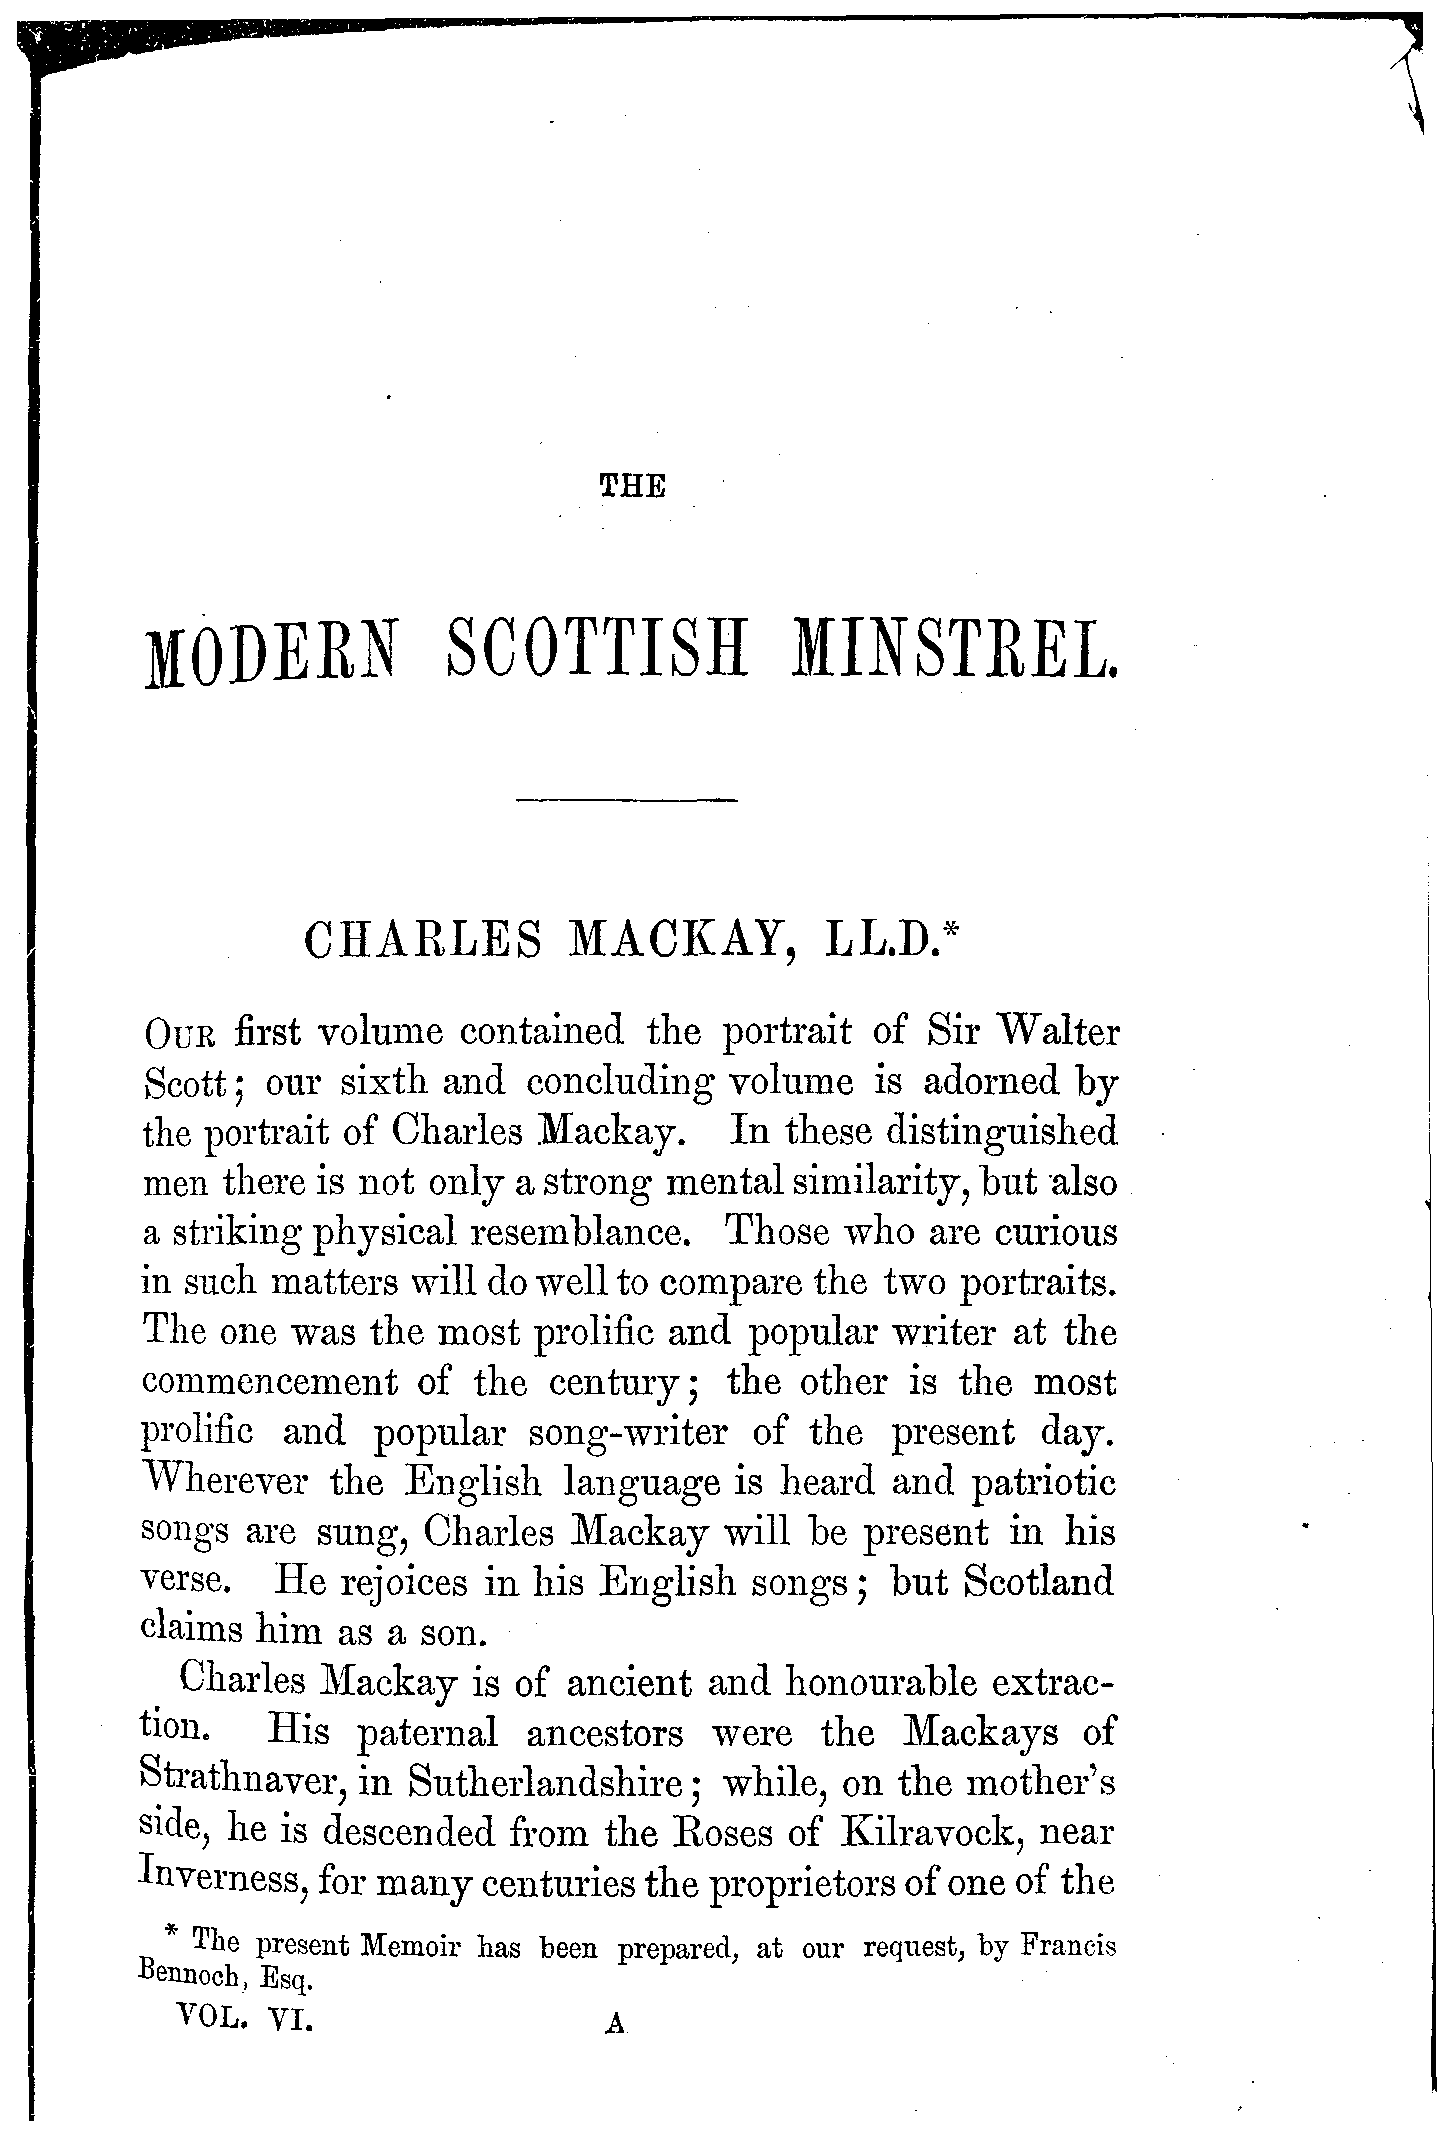 THE
MODERN SCOTTISH MINSTREL.
CHARLES MACKAY, LL.D.*
OUR first volume contained the portrait of Sir Walter
Scott; our sixth and concluding volume is adorned by
the portrait of Charles Mackay. In these distinguished
men there is not only a strong mental similarity, but also
a striking physical resemblance. Those who are curious
in such matters will do well to compare the two portraits.
The one was the most prolific and popular writer at the
commencement of the century; the other is the most
prolific and popular song-writer of the present day.
Wherever the English language is heard and patriotic
songs are sung, Charles Mackay will be present in his
verse. He rejoices in his English songs; but Scotland
claims him as a son.
Charles Mackay is of ancient and honourable extrac-
tion. His paternal ancestors were the Mackays of
Strathnaver, in Sutherlandshire; while, on the mother's
side, he is descended from the Roses of Kilravock, near
Inverness, for many centuries the proprietors of one of the
* The present Memoir has been prepared, at our request, by Francis
Bennoch, Esq.
VOL. VI. A